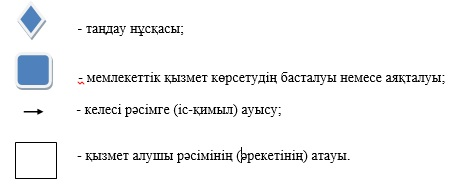 - таңдау нұсқасы;
- мемлекеттік қызмет көрсетудің басталуы немесе аяқталуы;
- келесі рәсімге (іс-қимыл) ауысу;
- қызмет алушы рәсімінің (әрекетінің) атауы.